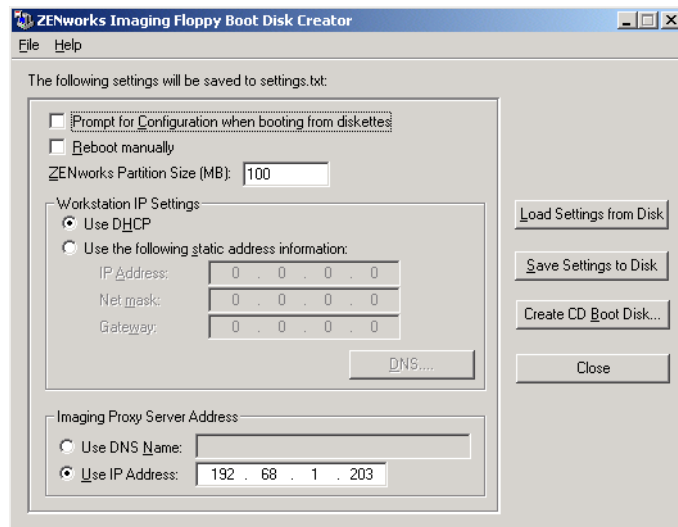 ZENworks Imaging Floppy Boot Disk Creator
File Help
The following settings will be saved to settings.txt:
Prompt for Configuration when booting from diskettes
Reboot manually
ZENworks Partition Size (MB): 100
Workstation IP Settings
Use DHCP
Use the following static address information:
IP Address: 0 . 0 . 0 . 0
Net mask: 0 . 0 . 0 . 0
Gateway: 0 . 0 . 0 . 0
DNS....
Imaging Proxy Server Address
Use DNS Name:
Use IP Address: 192 . 68 . 1 . 203
Load Settings from Disk
Save Settings to Disk
Create CD Boot Disk...
Close